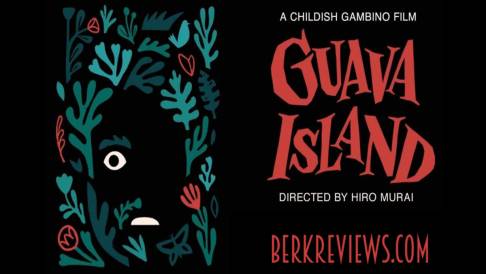 A CHILDISH GAMBINO FILM
GUAVA
ISLAND
DIRECTED BY HIRO MURAI
BERKREVIEWS.COM